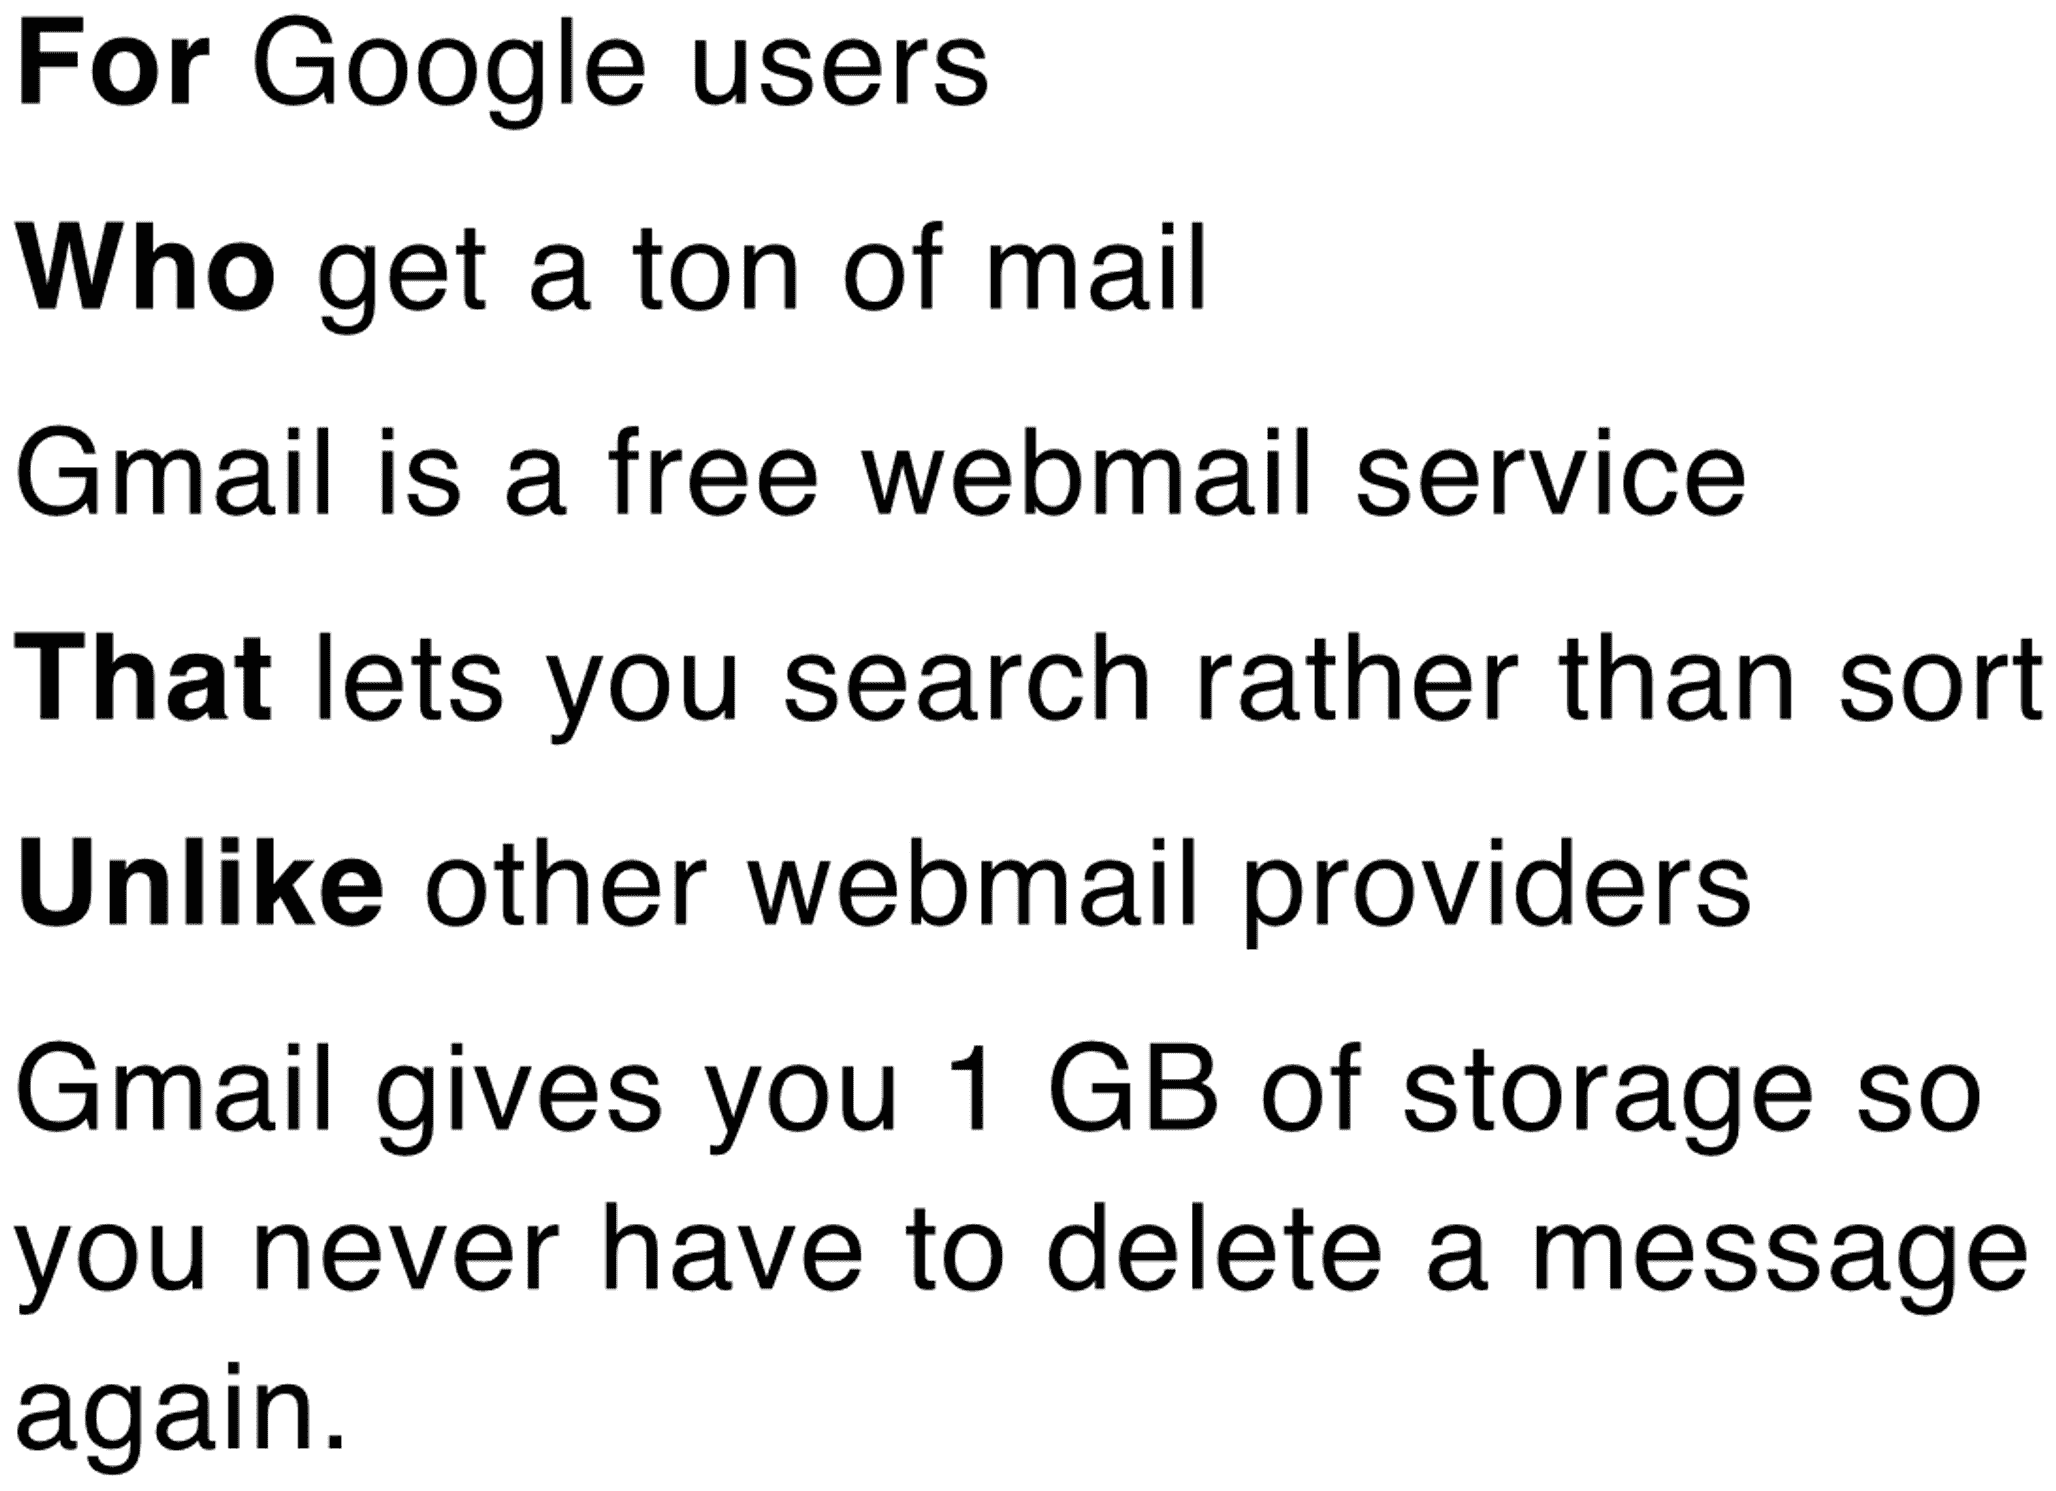 For Google users
Who get a ton of mail
Gmail is a free webmail service
That lets you search rather than sort
Unlike other webmail providers
Gmail gives you 1 GB of storage so
you never have to delete a message
again.